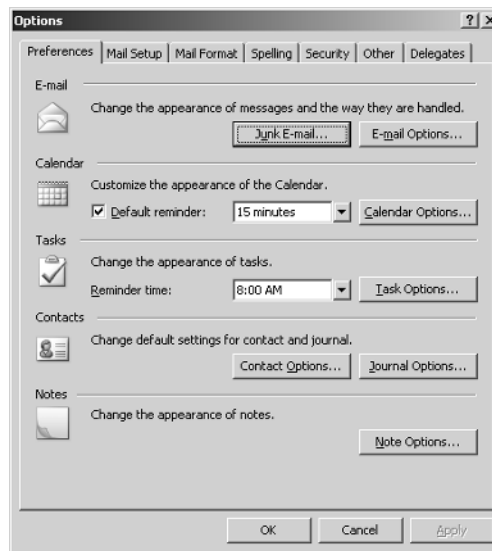 Options
Preferences Mail Setup Mail Format Spelling Security Other Delegates
E-mail
Change the appearance of messages and the way they are handled.
Junk E-mail... E-mail Options...
Calendar
Customize the appearance of the Calendar.
Default reminder: 15 minutes Calendar Options...
Tasks
Change the appearance of tasks.
Reminder time: 8:00 AM Task Options...
Contacts
Change default settings for contact and journal.
Contact Options... Journal Options...
Notes
Change the appearance of notes.
Note Options...
OK Cancel Apply